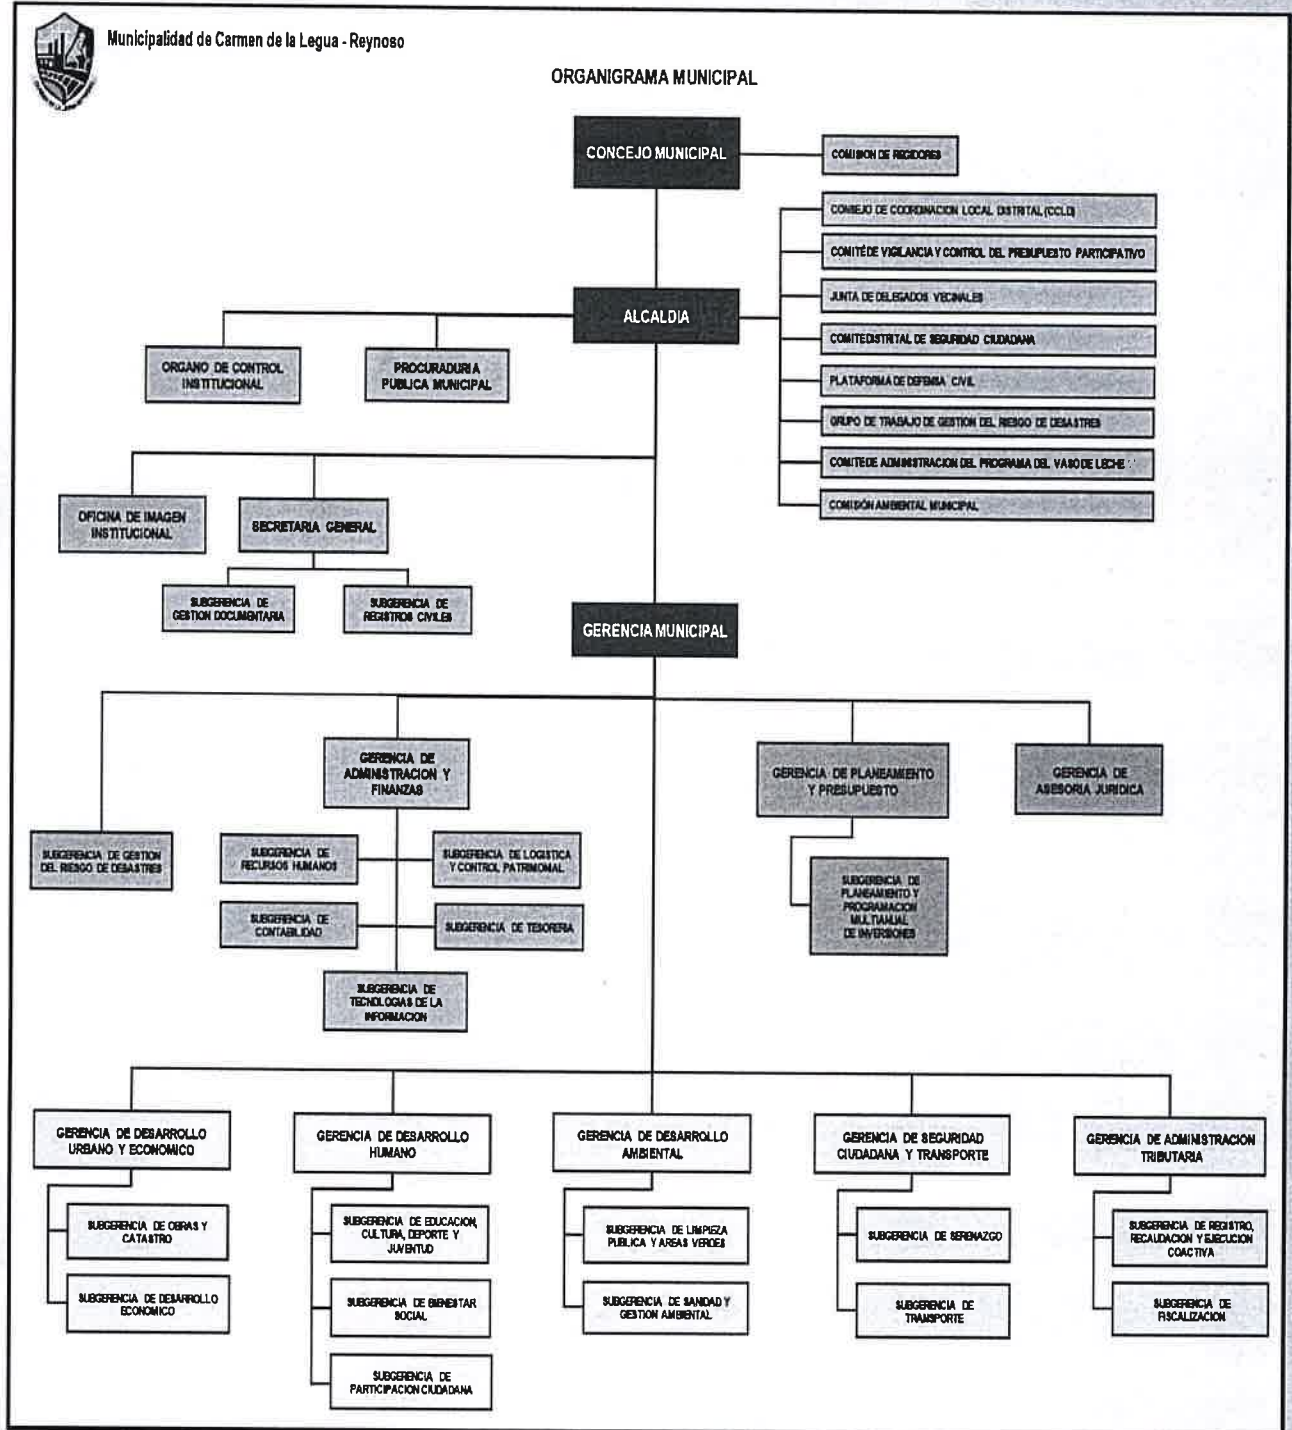 Municipalidad de Carmen de la Legua - Reynoso
ORGANIGRAMA MUNICIPAL
CONCEJO MUNICIPAL
COMISION DE REGIDORES
CONSEJO DE COORDINACION LOCAL DISTRITAL (CCLD)
COMITÉ DE VIGILANCIA Y CONTROL DEL PRESUPUESTO PARTICIPATIVO
JUNTA DE DELEGADOS VECINALES
COMITE DISTRITAL DE SEGURIDAD CIUDADANA
PLATAFORMA DE DEFENSA CIVIL
GRUPO DE TRABAJO DE GESTION DEL RIESGO DE DESASTRES
COMITE DE ADMINISTRACION DEL PROGRAMA DEL VASO DE LECHE
COMISIÓN AMBIENTAL MUNICIPAL
ALCALDIA
ORGANO DE CONTROL
INSTITUCIONAL
PROCURADURIA
PUBLICA MUNICIPAL
OFICINA DE IMAGEN
INSTITUCIONAL
SECRETARIA GENERAL
SUBGERENCIA DE
GESTION DOCUMENTARIA
SUBGERENCIA DE
REGISTROS CIVILES
GERENCIA MUNICIPAL
SUBGERENCIA DE GESTION
DEL RIESGO DE DESASTRES
GERENCIA DE
ADMINISTRACION Y
FINANZAS
SUBGERENCIA DE
RECURSOS HUMANOS
SUBGERENCIA DE LOGISTICA
Y CONTROL PATRIMONIAL
SUBGERENCIA DE
CONTABILIDAD
SUBGERENCIA DE TESORERIA
SUBGERENCIA DE
TECNOLOGIAS DE LA
INFORMACION
GERENCIA DE PLANEAMIENTO
Y PRESUPUESTO
SUBGERENCIA DE
PLANEAMIENTO Y
PROGRAMACION
MULTIANUAL
DE INVERSIONES
GERENCIA DE
ASESORIA JURIDICA
GERENCIA DE DESARROLLO
URBANO Y ECONOMICO
SUBGERENCIA DE OBRAS Y
CATASTRO
SUBGERENCIA DE DESARROLLO
ECONOMICO
GERENCIA DE DESARROLLO
HUMANO
SUBGERENCIA DE EDUCACION,
CULTURA, DEPORTE Y
JUVENTUD
SUBGERENCIA DE BIENESTAR
SOCIAL
SUBGERENCIA DE
PARTICIPACION CIUDADANA
GERENCIA DE DESARROLLO
AMBIENTAL
SUBGERENCIA DE LIMPIEZA
PUBLICA Y AREAS VERDES
SUBGERENCIA DE SANIDAD Y
GESTION AMBIENTAL
GERENCIA DE SEGURIDAD
CIUDADANA Y TRANSPORTE
SUBGERENCIA DE SERENAZGO
SUBGERENCIA DE
TRANSPORTE
GERENCIA DE ADMINISTRACION
TRIBUTARIA
SUBGERENCIA DE REGISTRO,
RECAUDACION Y EJECUCION
COACTIVA
SUBGERENCIA DE
FISCALIZACION